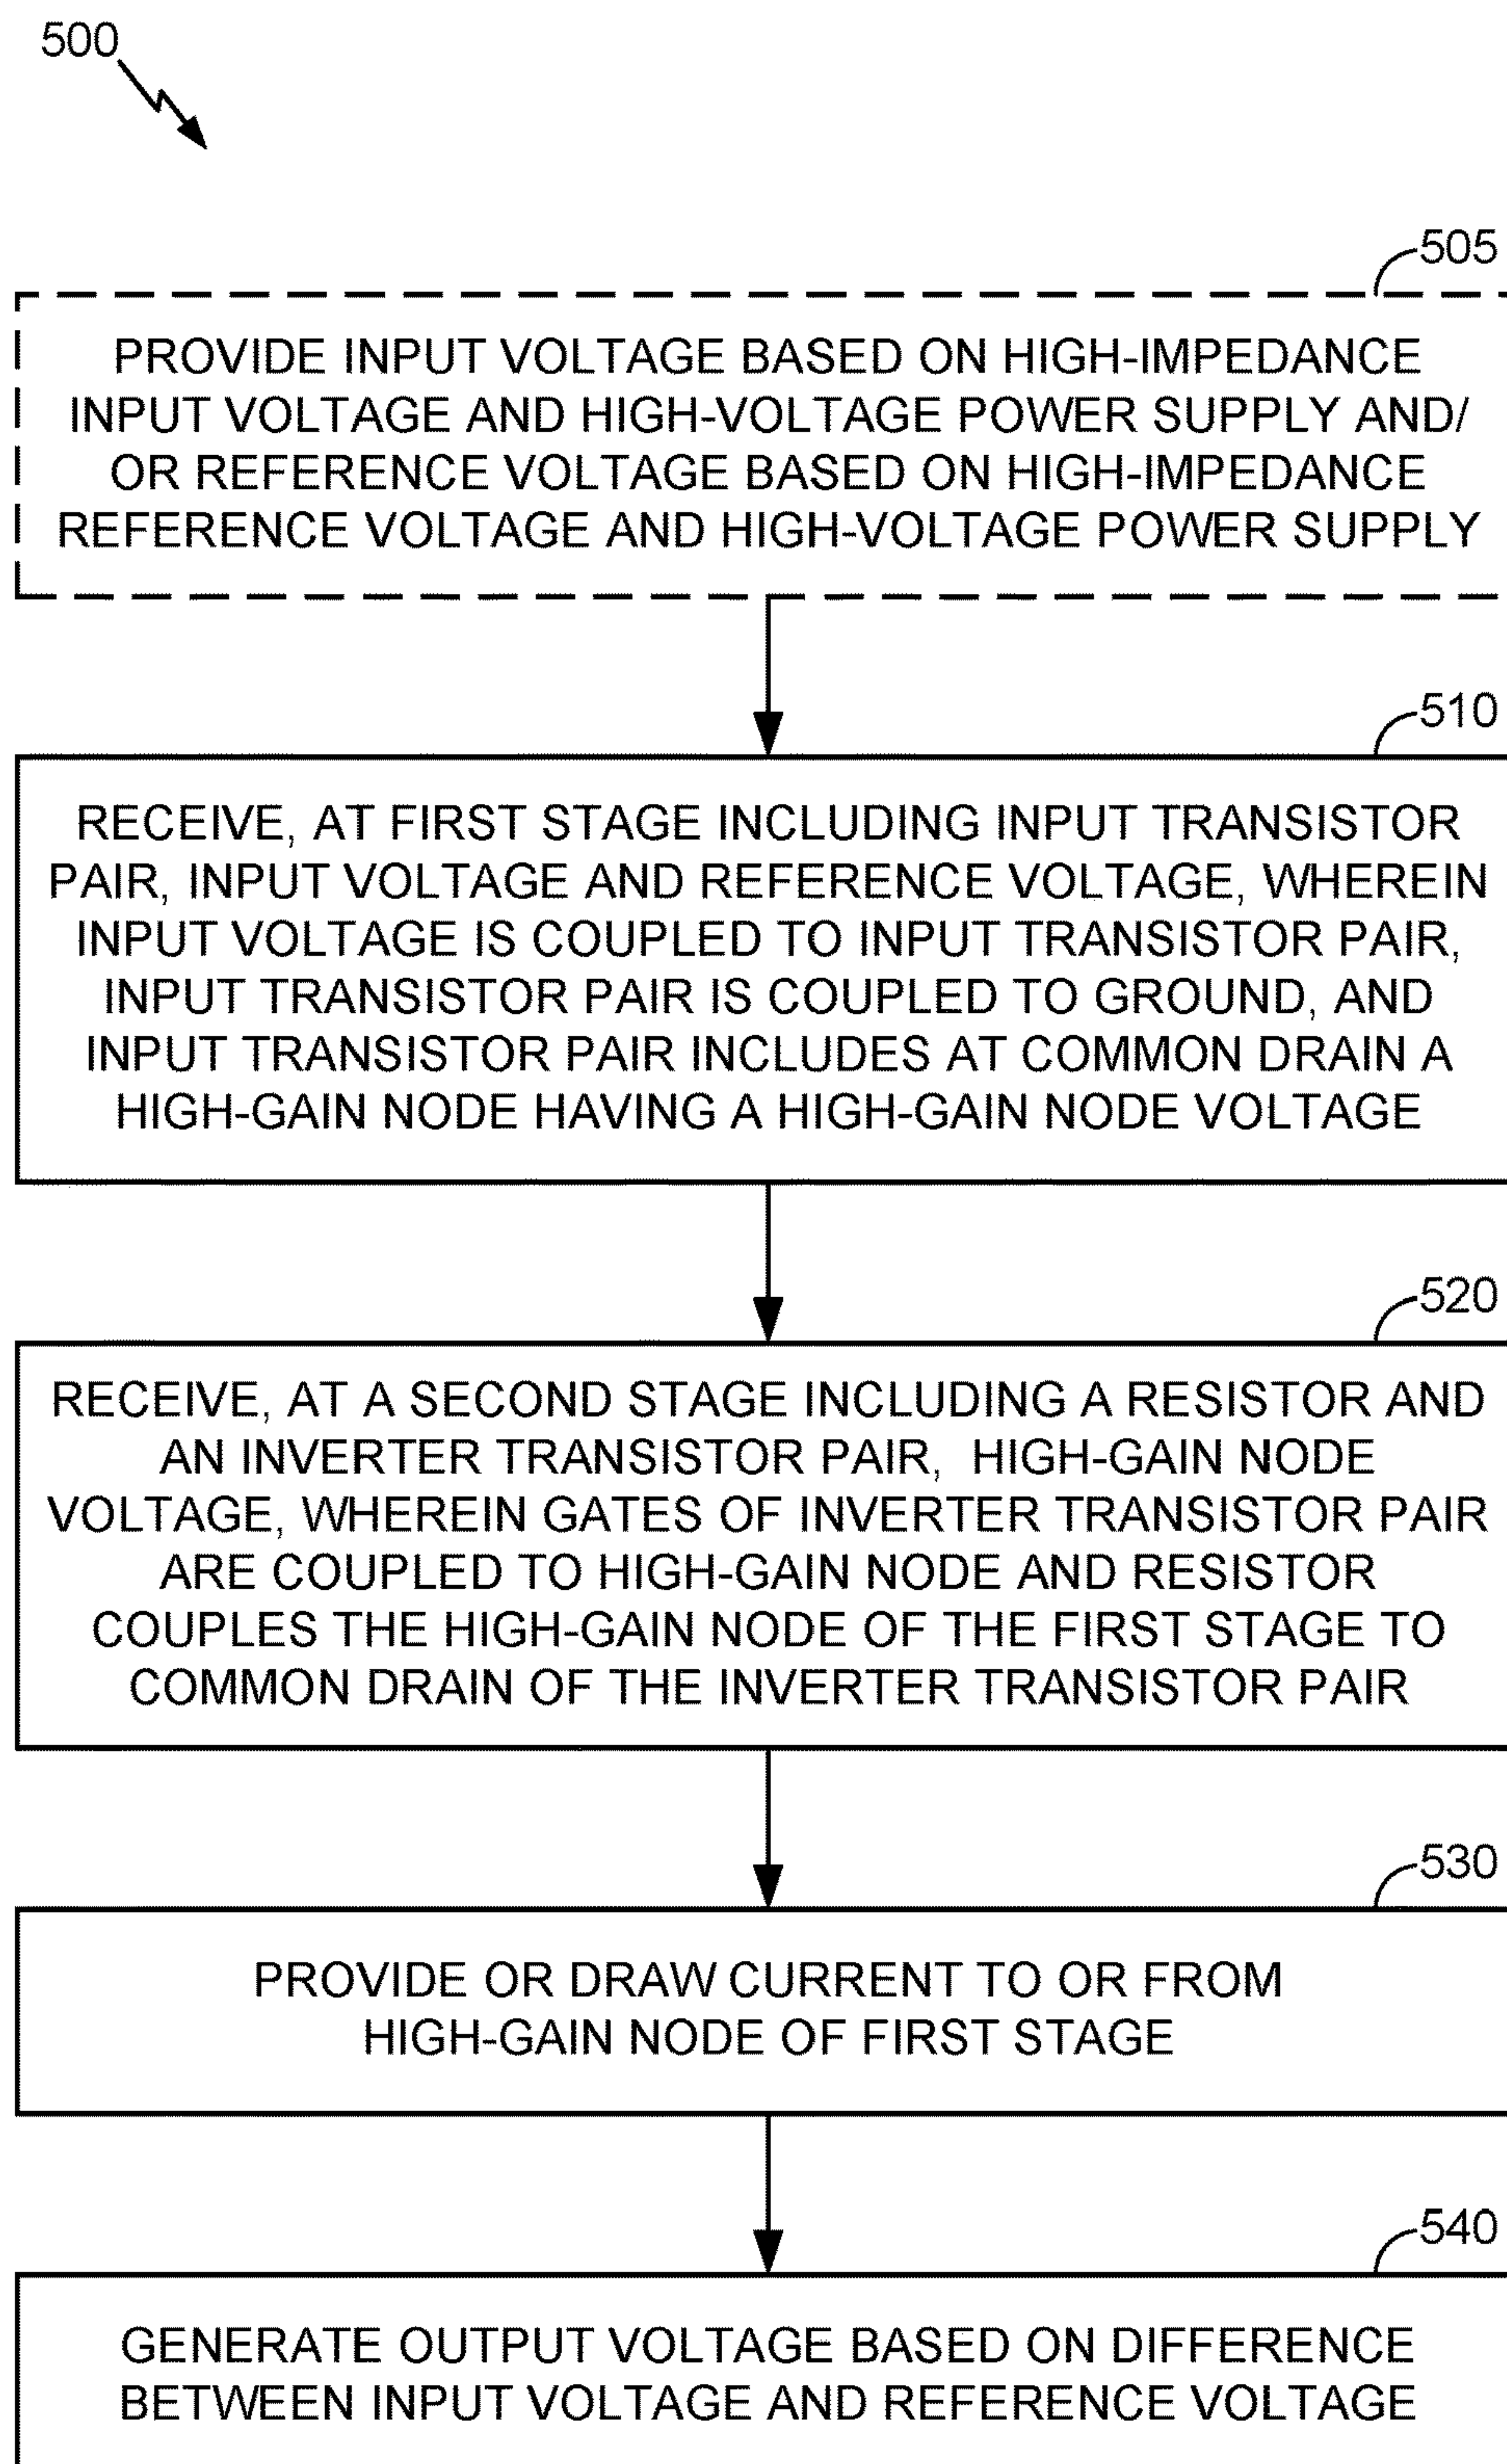 500
505
PROVIDE INPUT VOLTAGE BASED ON HIGH-IMPEDANCE
INPUT VOLTAGE AND HIGH-VOLTAGE POWER SUPPLY AND/
OR REFERENCE VOLTAGE BASED ON HIGH-IMPEDANCE
REFERENCE VOLTAGE AND HIGH-VOLTAGE POWER SUPPLY
510
RECEIVE, AT FIRST STAGE INCLUDING INPUT TRANSISTOR
PAIR, INPUT VOLTAGE AND REFERENCE VOLTAGE, WHEREIN
INPUT VOLTAGE IS COUPLED TO INPUT TRANSISTOR PAIR,
INPUT TRANSISTOR PAIR IS COUPLED TO GROUND, AND
INPUT TRANSISTOR PAIR INCLUDES AT COMMON DRAIN A
HIGH-GAIN NODE HAVING A HIGH-GAIN NODE VOLTAGE
520
RECEIVE, AT A SECOND STAGE INCLUDING A RESISTOR AND
AN INVERTER TRANSISTOR PAIR, HIGH-GAIN NODE
VOLTAGE, WHEREIN GATES OF INVERTER TRANSISTOR PAIR
ARE COUPLED TO HIGH-GAIN NODE AND RESISTOR
COUPLES THE HIGH-GAIN NODE OF THE FIRST STAGE TO
COMMON DRAIN OF THE INVERTER TRANSISTOR PAIR
530
PROVIDE OR DRAW CURRENT TO OR FROM
HIGH-GAIN NODE OF FIRST STAGE
540
GENERATE OUTPUT VOLTAGE BASED ON DIFFERENCE
BETWEEN INPUT VOLTAGE AND REFERENCE VOLTAGE